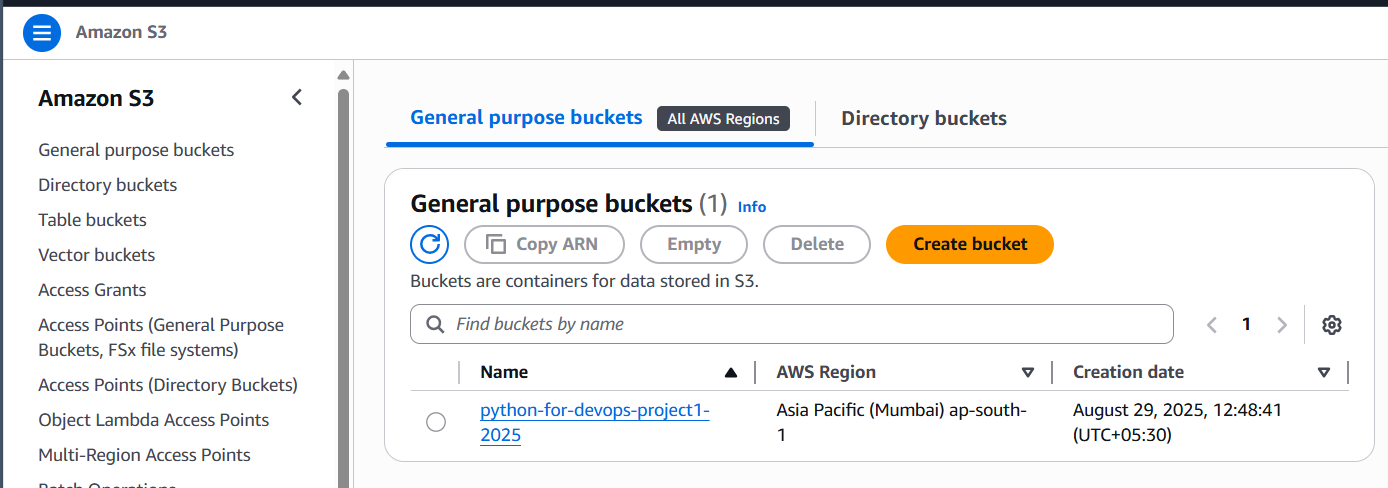 Amazon S3
Amazon S3
General purpose buckets
Directory buckets
Table buckets
Vector buckets
Access Grants
Access Points (General Purpose
Buckets, FSx file systems)
Access Points (Directory Buckets)
Object Lambda Access Points
Multi-Region Access Points
Batch Operations
General purpose buckets All AWS Regions Directory buckets
General purpose buckets (1) Info
Copy ARN Empty Delete Create bucket
Buckets are containers for data stored in S3.
Find buckets by name 1
Name AWS Region Creation date
python-for-devops-project1- Asia Pacific (Mumbai) ap-south- August 29, 2025, 12:48:41
2025 1 (UTC+05:30)